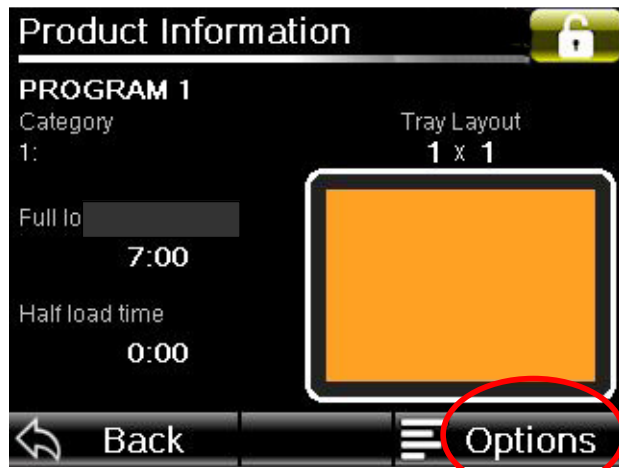 Product Information
PROGRAM 1
Category
1:
Tray Layout
1 x 1
Full
7:00
Half load time
0:00
Back
Options